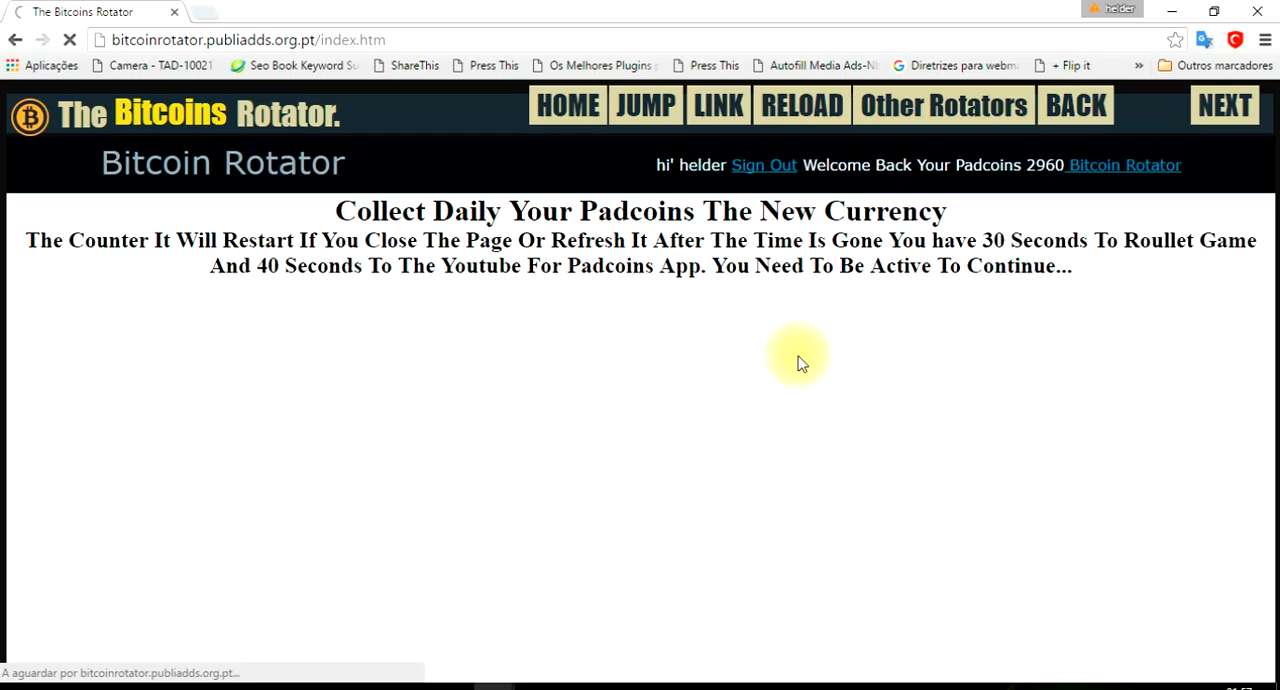 The Bitcoins Rotator
helder
bitcoinrotator.publiadds.org.pt/index.htm
Aplicações Camera - TAD-10021 Seo Book Keyword Su ShareThis Press This Os Melhores Plugins Press This Autofill Media Ads-N Diretrizes para webm + Flip it » Outros marcadores
The Bitcoins Rotator. HOME JUMP LINK RELOAD Other Rotators BACK NEXT
Bitcoin Rotator hi' helder Sign Out Welcome Back Your Padcoins 2960 Bitcoin Rotator
Collect Daily Your Padcoins The New Currency
The Counter It Will Restart If You Close The Page Or Refresh It After The Time Is Gone You have 30 Seconds To Roullet Game
And 40 Seconds To The Youtube For Padcoins App. You Need To Be Active To Continue...
A aguardar por bitcoinrotator.publiadds.org.pt...